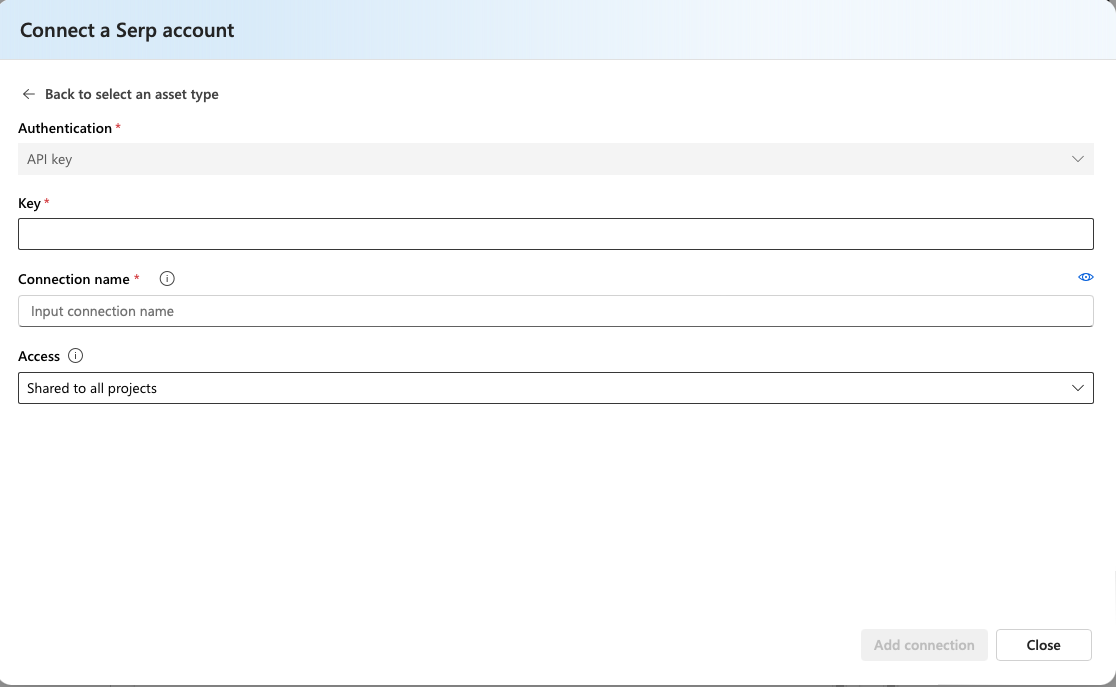 Connect a Serp account
Back to select an asset type
Authentication *
API key
Key *
Connection name *
Input connection name
Access
Shared to all projects
Add connection
Close